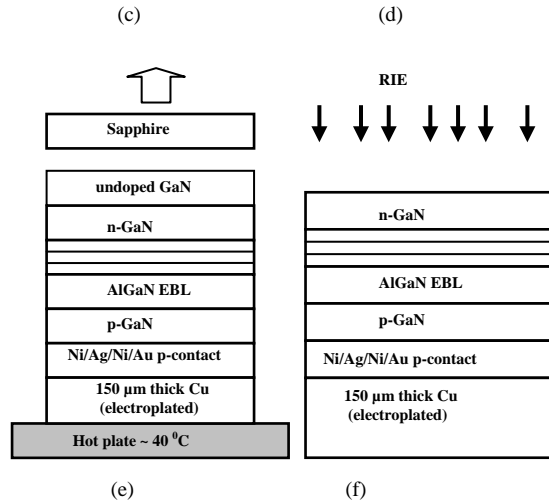 (c) (d)
RIE
Sapphire
undoped GaN
n-GaN
AlGaN EBL
p-GaN
Ni/Ag/Ni/Au p-contact
150 µm thick Cu
(electroplated)
Hot plate ~ 40 ⁰C
n-GaN
AlGaN EBL
p-GaN
Ni/Ag/Ni/Au p-contact
150 µm thick Cu
(electroplated)
(e) (f)